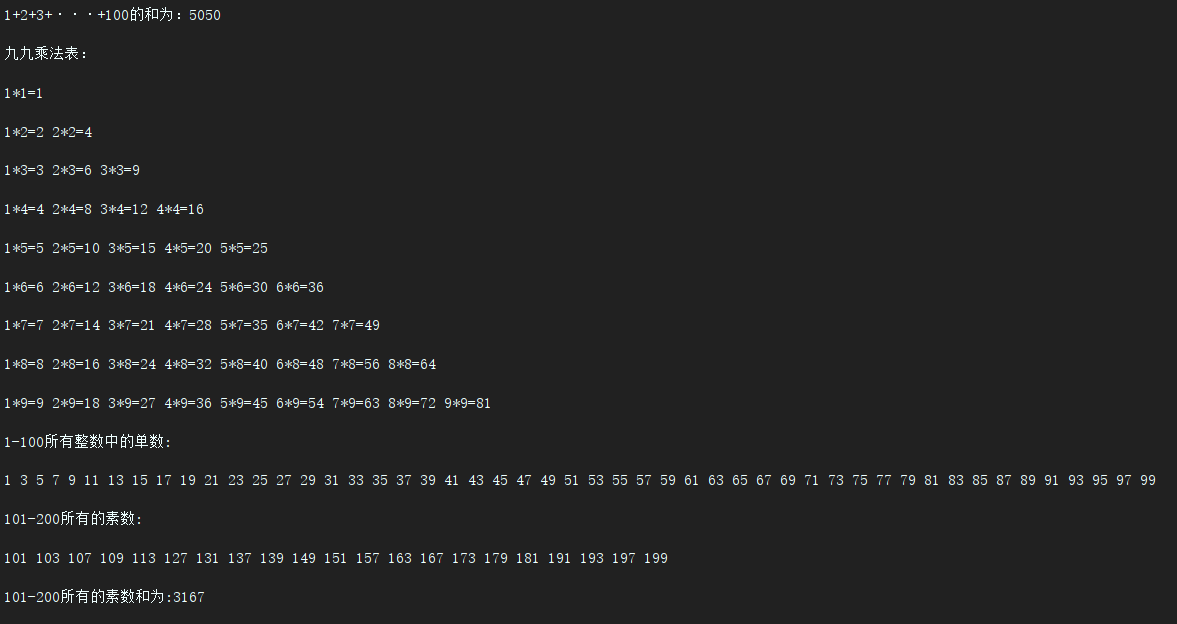 1+2+3+···+100的和为: 5050
九九乘法表:
1*1=1
1*2=2 2*2=4
1*3=3 2*3=6 3*3=9
1*4=4 2*4=8 3*4=12 4*4=16
1*5=5 2*5=10 3*5=15 4*5=20 5*5=25
1*6=6 2*6=12 3*6=18 4*6=24 5*6=30 6*6=36
1*7=7 2*7=14 3*7=21 4*7=28 5*7=35 6*7=42 7*7=49
1*8=8 2*8=16 3*8=24 4*8=32 5*8=40 6*8=48 7*8=56 8*8=64
1*9=9 2*9=18 3*9=27 4*9=36 5*9=45 6*9=54 7*9=63 8*9=72 9*9=81
1-100所有整数中的单数:
1 3 5 7 9 11 13 15 17 19 21 23 25 27 29 31 33 35 37 39 41 43 45 47 49 51 53 55 57 59 61 63 65 67 69 71 73 75 77 79 81 83 85 87 89 91 93 95 97 99
101-200所有的素数:
101 103 107 109 113 127 131 137 139 149 151 157 163 167 173 179 181 191 193 197 199
101-200所有的素数和为:3167